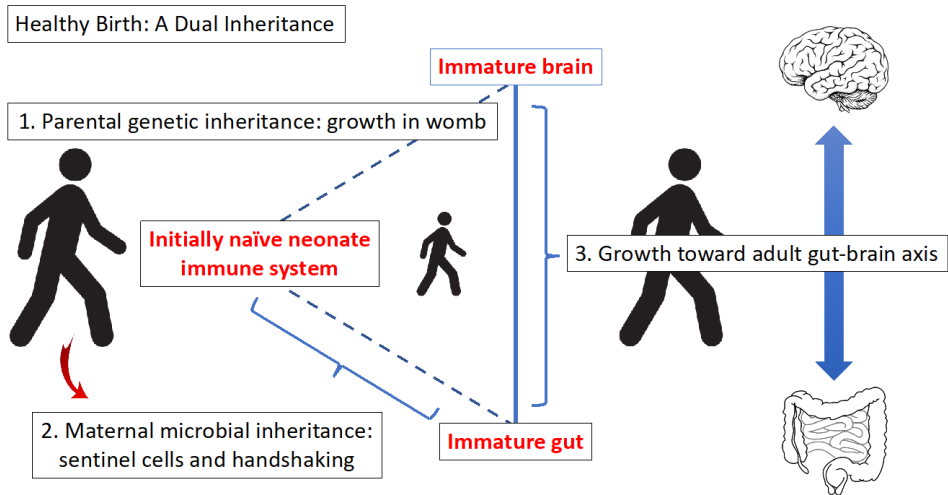 Healthy Birth: A Dual Inheritance
Immature brain
1. Parental genetic inheritance: growth in womb
Initially naïve neonate
immune system
3. Growth toward adult gut-brain axis
2. Maternal microbial inheritance:
sentinel cells and handshaking
Immature gut